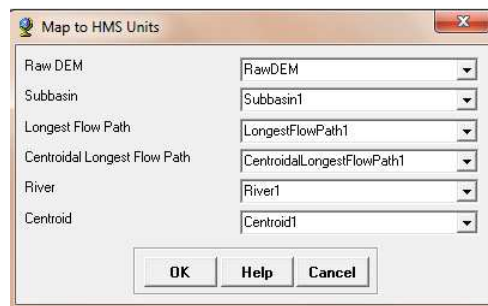 Map to HMS Units
Raw DEM RawDEM
Subbasin Subbasin1
Longest Flow Path LongestFlowPath1
Centroidal Longest Flow Path CentroidalLongestFlowPath1
River River1
Centroid Centroid1
OK Help Cancel